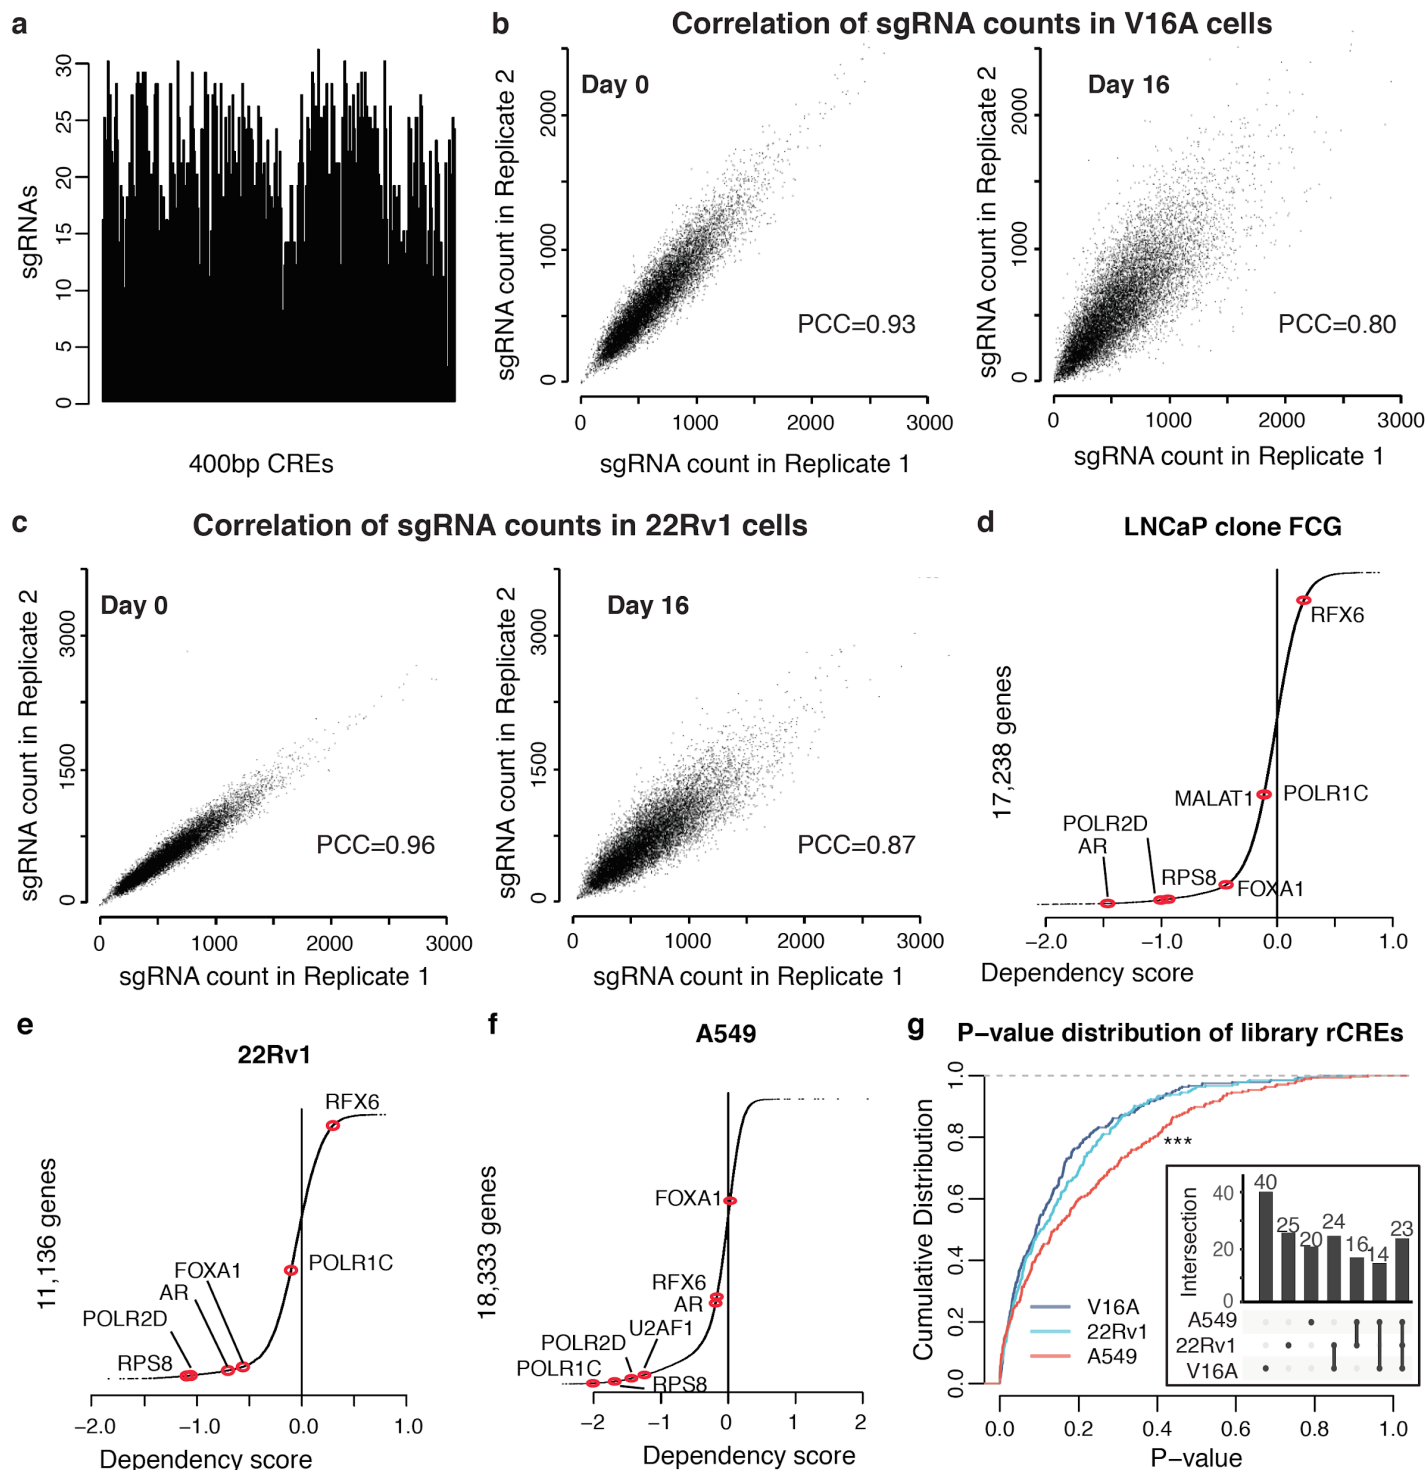 a
30
25
20
15
10
5
0
sgRNAs
400bp CREs
b
Correlation of sgRNA counts in V16A cells
Day 0
sgRNA count in Replicate 2
2000
1000
0
PCC=0.93
0 1000 2000 3000
sgRNA count in Replicate 1
Day 16
sgRNA count in Replicate 2
2000
1000
0
PCC=0.80
0 1000 2000 3000
sgRNA count in Replicate 1
c
Correlation of sgRNA counts in 22Rv1 cells
Day 0
sgRNA count in Replicate 2
3000
1500
0
PCC=0.96
0 1000 2000 3000
sgRNA count in Replicate 1
Day 16
sgRNA count in Replicate 2
3000
1500
0
PCC=0.87
0 1000 2000 3000
sgRNA count in Replicate 1
d
LNCaP clone FCG
17,238 genes
RFX6
MALAT1
POLR1C
POLR2D
AR
RPS8
FOXA1
−2.0 −1.0 0.0 1.0
Dependency score
e
22Rv1
11,136 genes
RFX6
POLR1C
FOXA1
AR
POLR2D
RPS8
−2.0 −1.0 0.0 1.0
Dependency score
f
A549
18,333 genes
FOXA1
RFX6
AR
U2AF1
POLR2D
POLR1C
RPS8
−2 −1 0 1 2
Dependency score
g
P−value distribution of library rCREs
Cumulative Distribution
1.0
0.8
0.6
0.4
0.2
0.0
***
V16A
22Rv1
A549
Intersection
40
20
0
40 25 20 24 16 14 23
A549
22Rv1
V16A
0.0 0.2 0.4 0.6 0.8 1.0
P−value